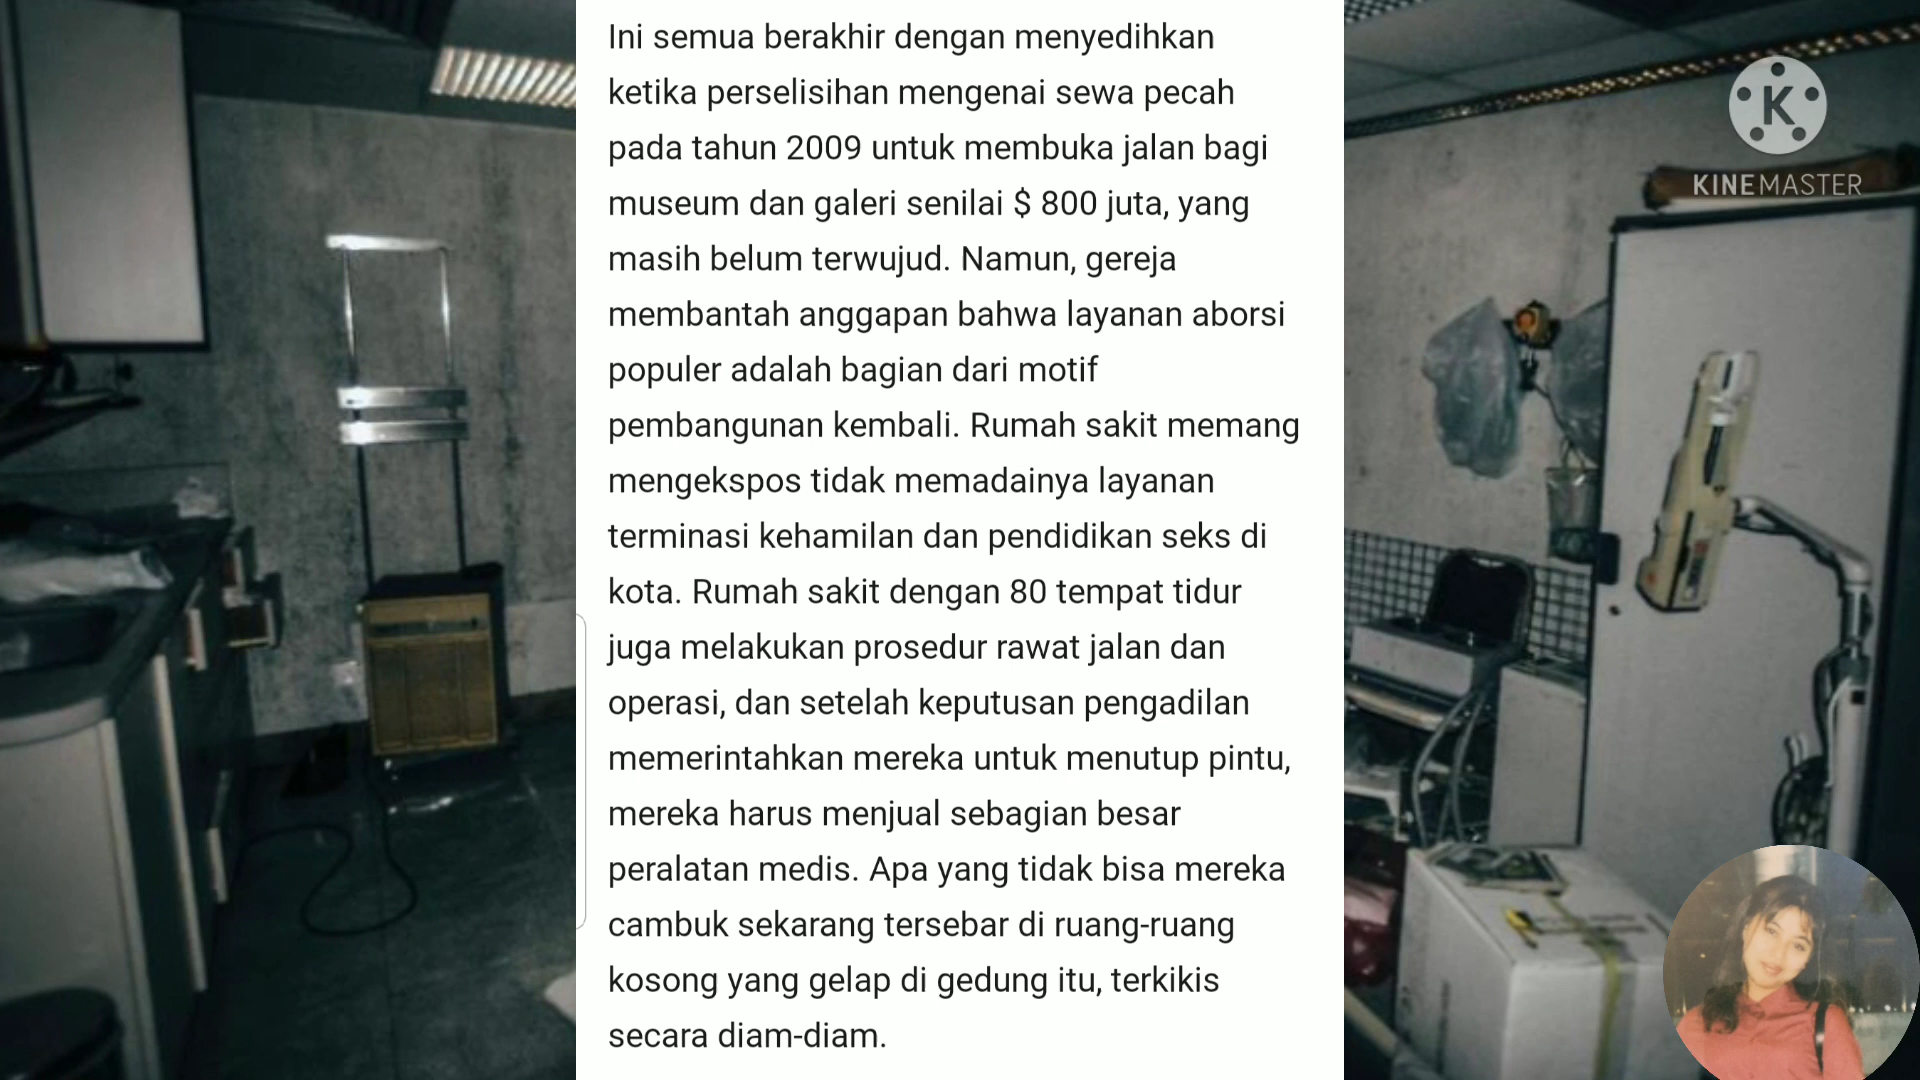 Ini semua berakhir dengan menyedihkan
ketika perselisihan mengenai sewa pecah
pada tahun 2009 untuk membuka jalan bagi
museum dan galeri senilai $ 800 juta, yang
masih belum terwujud. Namun, gereja
membantah anggapan bahwa layanan aborsi
populer adalah bagian dari motif
pembangunan kembali. Rumah sakit memang
mengekspos tidak memadainya layanan
terminasi kehamilan dan pendidikan seks di
kota. Rumah sakit dengan 80 tempat tidur
juga melakukan prosedur rawat jalan dan
operasi, dan setelah keputusan pengadilan
memerintahkan mereka untuk menutup pintu,
mereka harus menjual sebagian besar
peralatan medis. Apa yang tidak bisa mereka
cambuk sekarang tersebar di ruang-ruang
kosong yang gelap di gedung itu, terkikis
secara diam-diam.
K
KINEMASTER